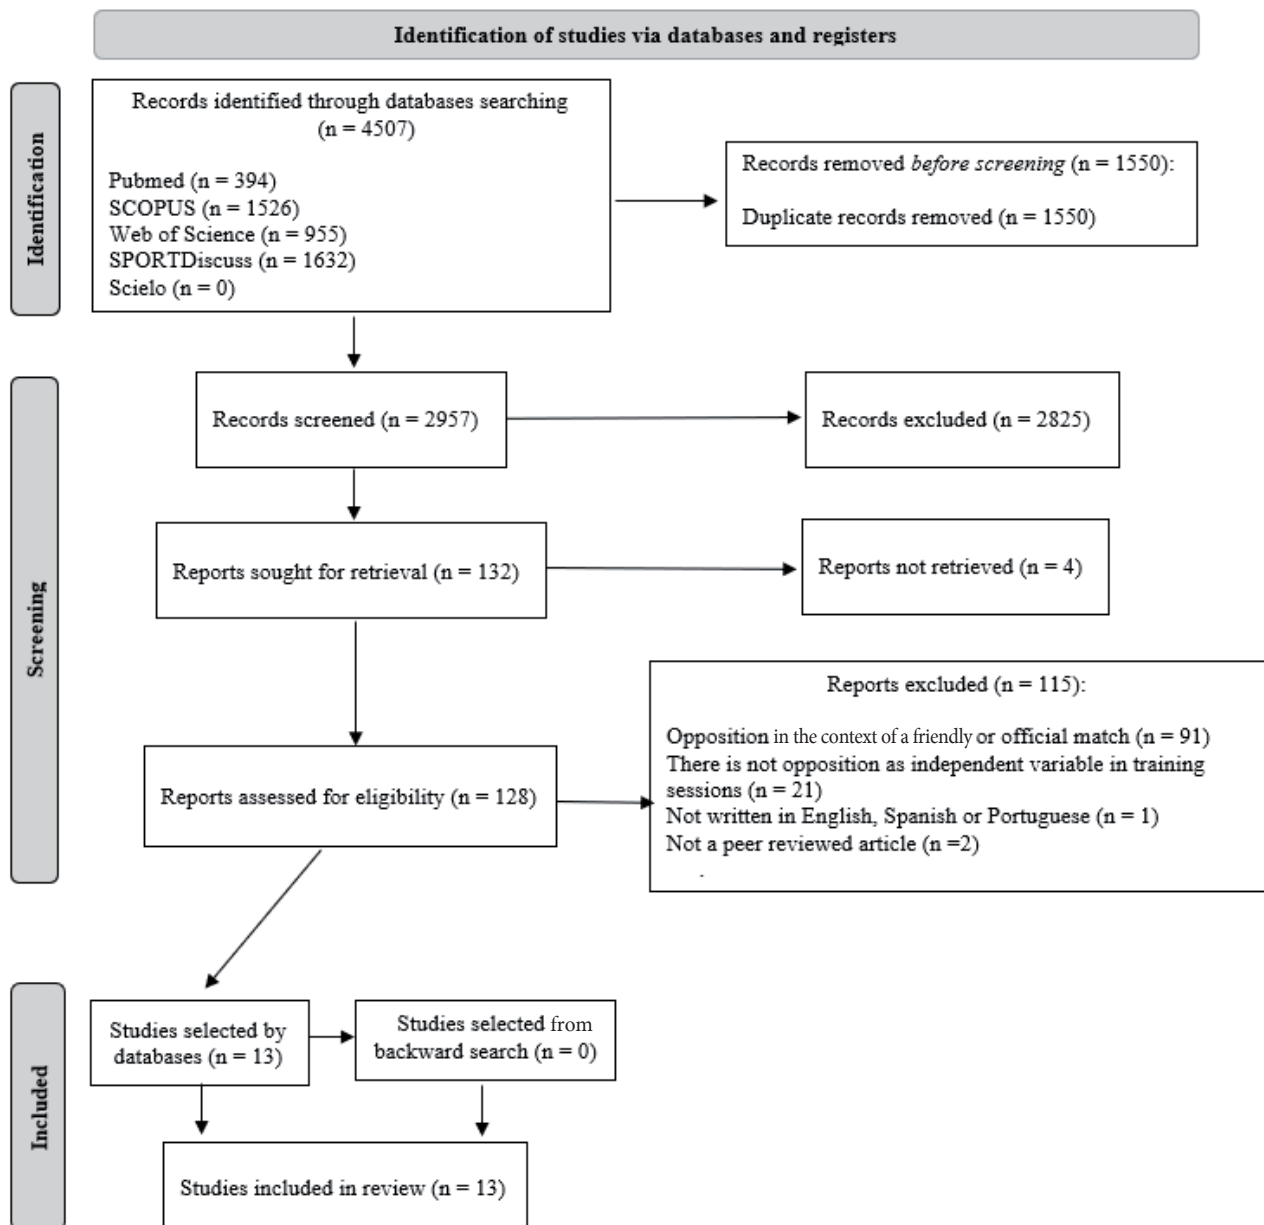 Identification of studies via databases and registers
Identification
Records identified through databases searching
(n = 4507)
Pubmed (n = 394)
SCOPUS (n = 1526)
Web of Science (n = 955)
SPORTDiscuss (n = 1632)
Scielo (n = 0)
Records removed before screening (n = 1550):
Duplicate records removed (n = 1550)
Screening
Records screened (n = 2957)
Records excluded (n = 2825)
Reports sought for retrieval (n = 132)
Reports not retrieved (n = 4)
Reports assessed for eligibility (n = 128)
Reports excluded (n = 115):
Opposition in the context of a friendly or official match (n = 91)
There is not opposition as independent variable in training
sessions (n = 21)
Not written in English, Spanish or Portuguese (n = 1)
Not a peer reviewed article (n =2)
.
Included
Studies selected by
databases (n = 13)
Studies selected from
backward search (n = 0)
Studies included in review (n = 13)